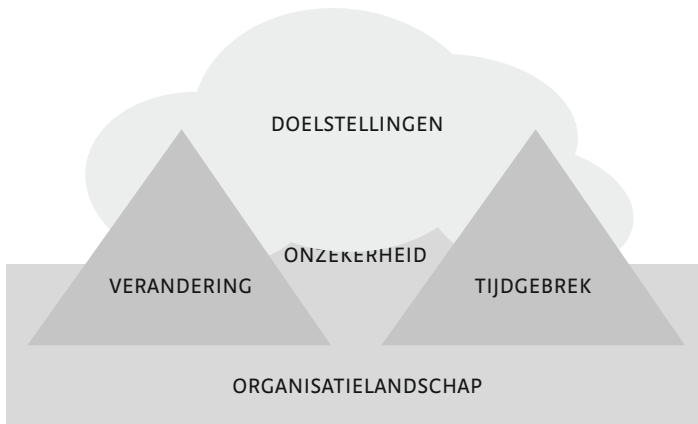 DOELSTELLINGEN
ONZEKERHEID
VERANDERING
TIJDGEBREK
ORGANISATIELANDSCHAP